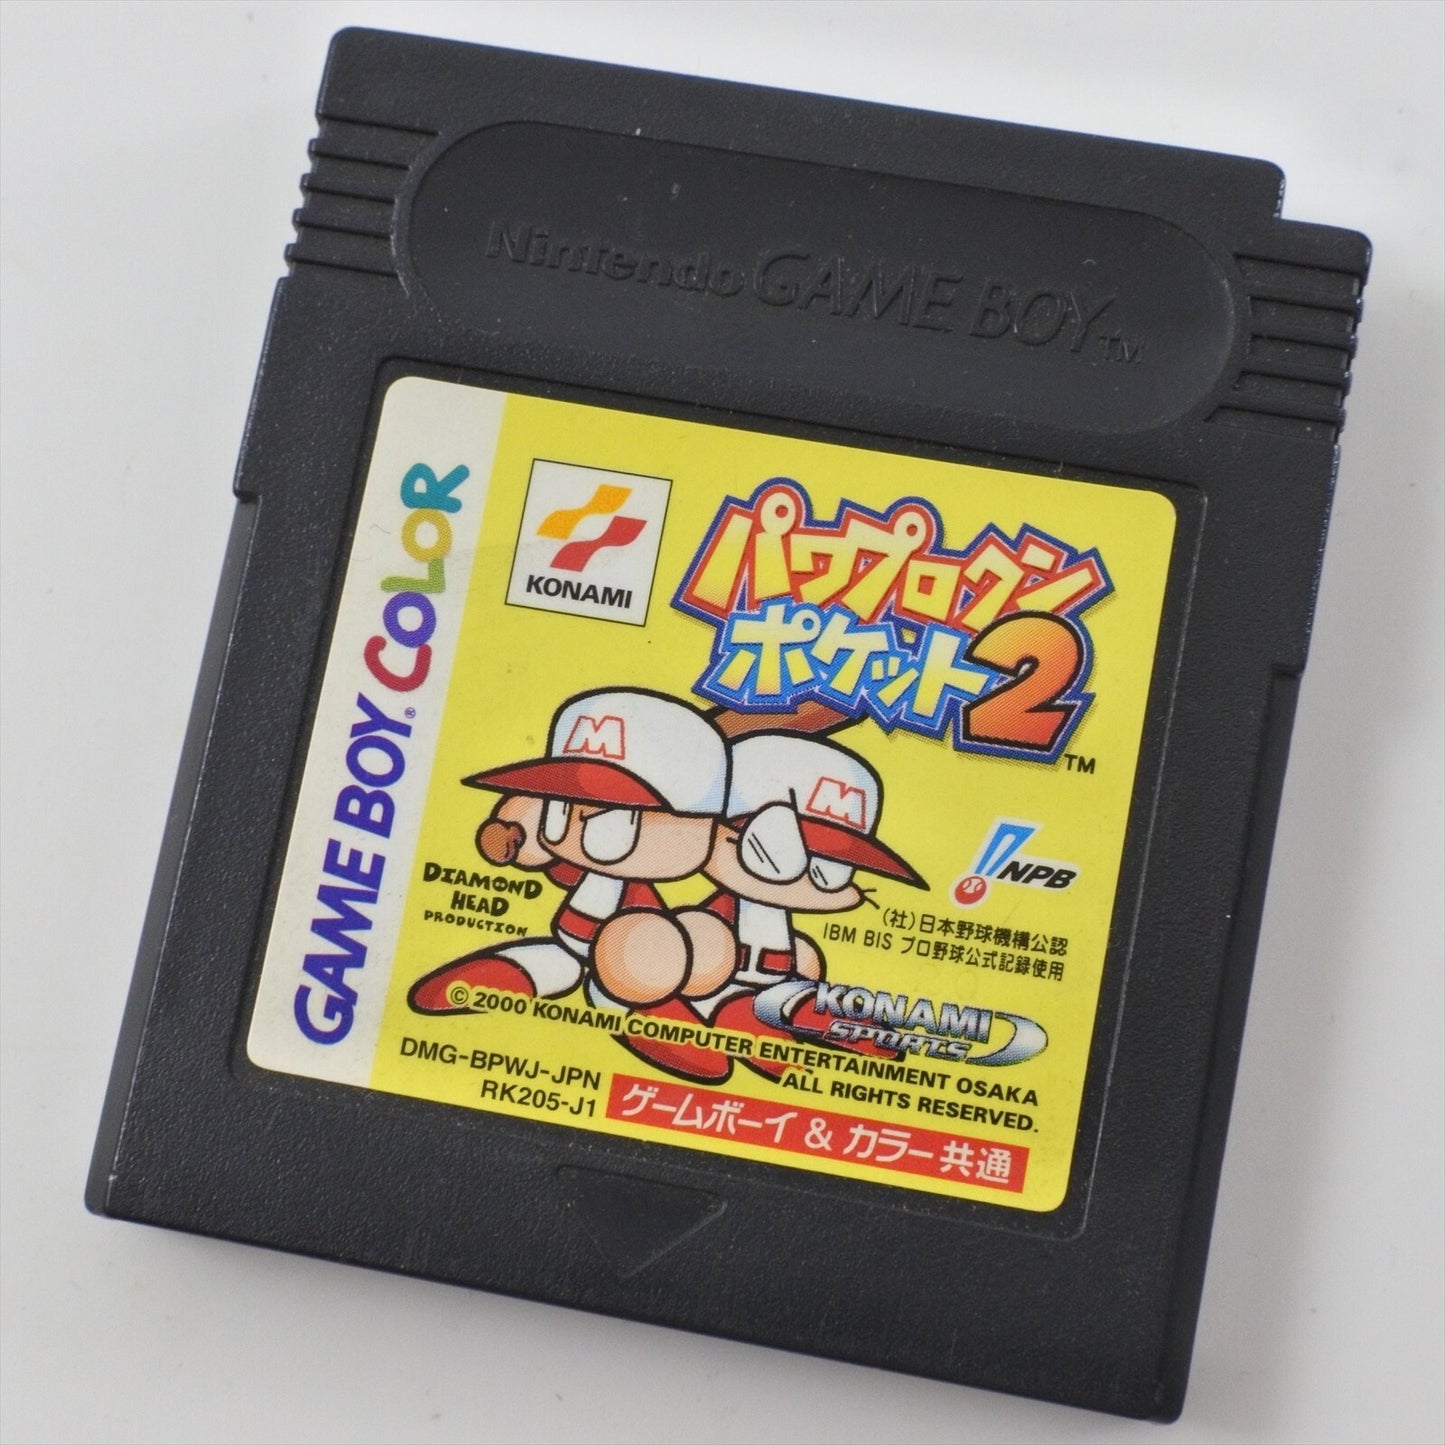 Nintendo GAME BOY TM
GAME BOY® COLOR
KONAMI
パワプロクン
ポケット2
TM
M
M
DIAMOND
HEAD
PRODUCTION
NPB
(社)日本野球機構公認
IBM BIS プロ野球公式記録使用
KONAMI
SPORTS
© 2000 KONAMI COMPUTER ENTERTAINMENT OSAKA
ALL RIGHTS RESERVED.
DMG-BPWJ-JPN
RK205-J1
ゲームボーイ & カラー共通